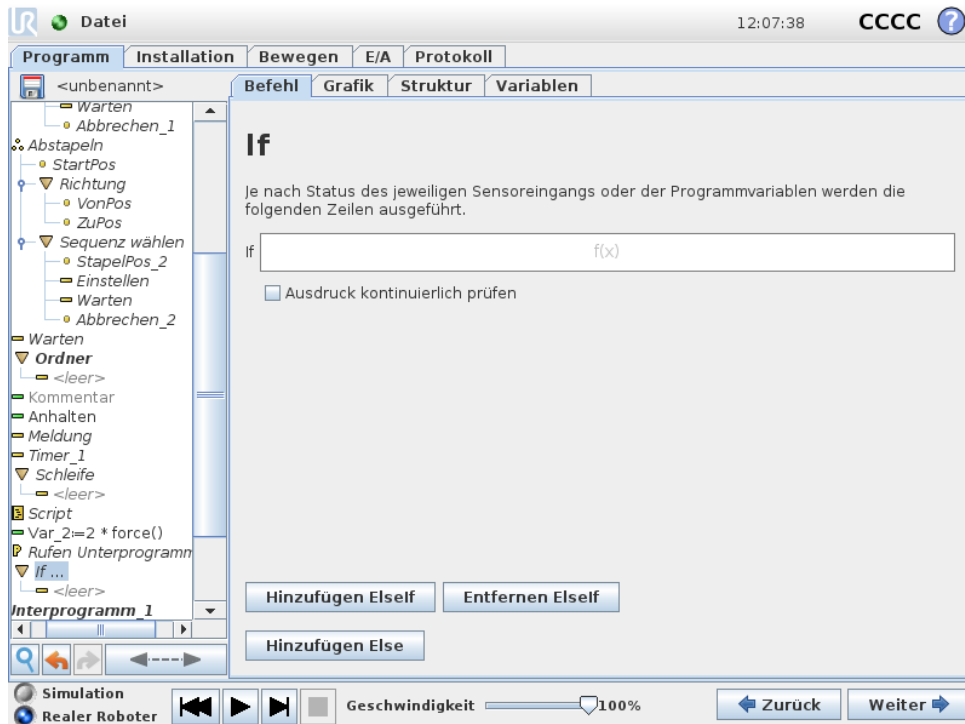 UR Datei 12:07:38 CCCC ?
Programm Installation Bewegen E/A Protokoll
<unbenannt>
Befehl Grafik Struktur Variablen
Warten
Abbrechen_1
Abstapeln
StartPos
Richtung
VonPos
ZuPos
Sequenz wählen
StapelPos_2
Einstellen
Warten
Abbrechen_2
Warten
Ordner
<leer>
Kommentar
Anhalten
Meldung
Timer_1
Schleife
<leer>
Script
Var_2:=2 * force()
Rufen Unterprogramm
If ...
<leer>
Interprogramm_1
If
Je nach Status des jeweiligen Sensoreingangs oder der Programmvariablen werden die
folgenden Zeilen ausgeführt.
If f(x)
Ausdruck kontinuierlich prüfen
Hinzufügen ElseIf Entfernen ElseIf
Hinzufügen Else
Simulation
Realer Roboter
Geschwindigkeit 100% Zurück Weiter